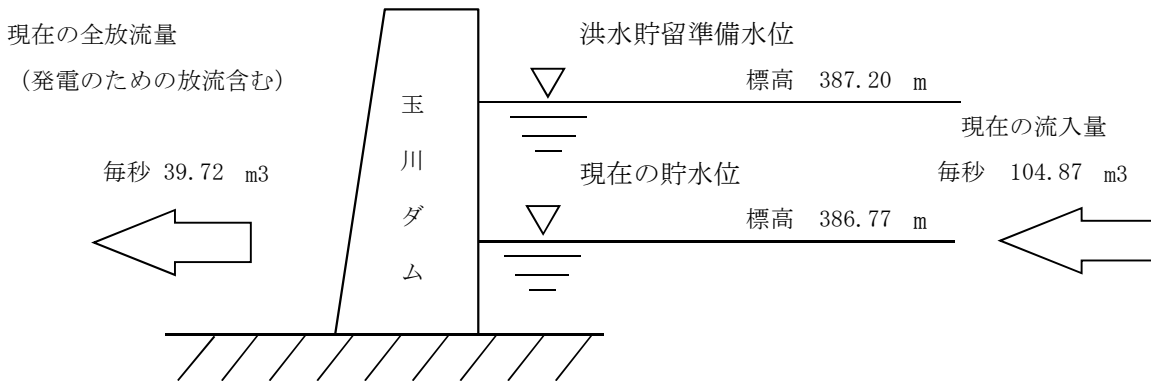 現在の全放流量
（発電のための放流含む）
毎秒 39.72 m3
玉川ダム
洪水貯留準備水位
標高 387.20 m
現在の貯水位
標高 386.77 m
現在の流入量
毎秒 104.87 m3